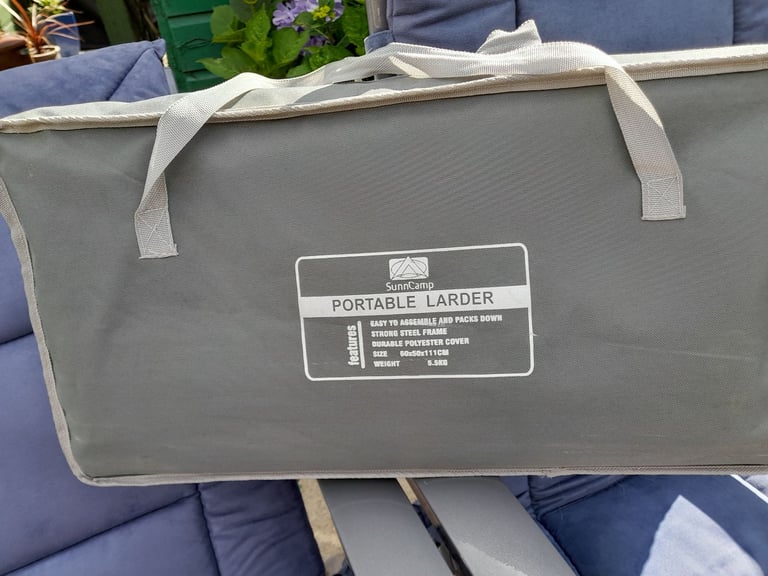 SunnCamp
PORTABLE LARDER
features
EASY TO ASSEMBLE AND PACKS DOWN
STRONG STEEL FRAME
DURABLE POLYESTER COVER
SIZE 60x50x111CM
WEIGHT 5.5KG